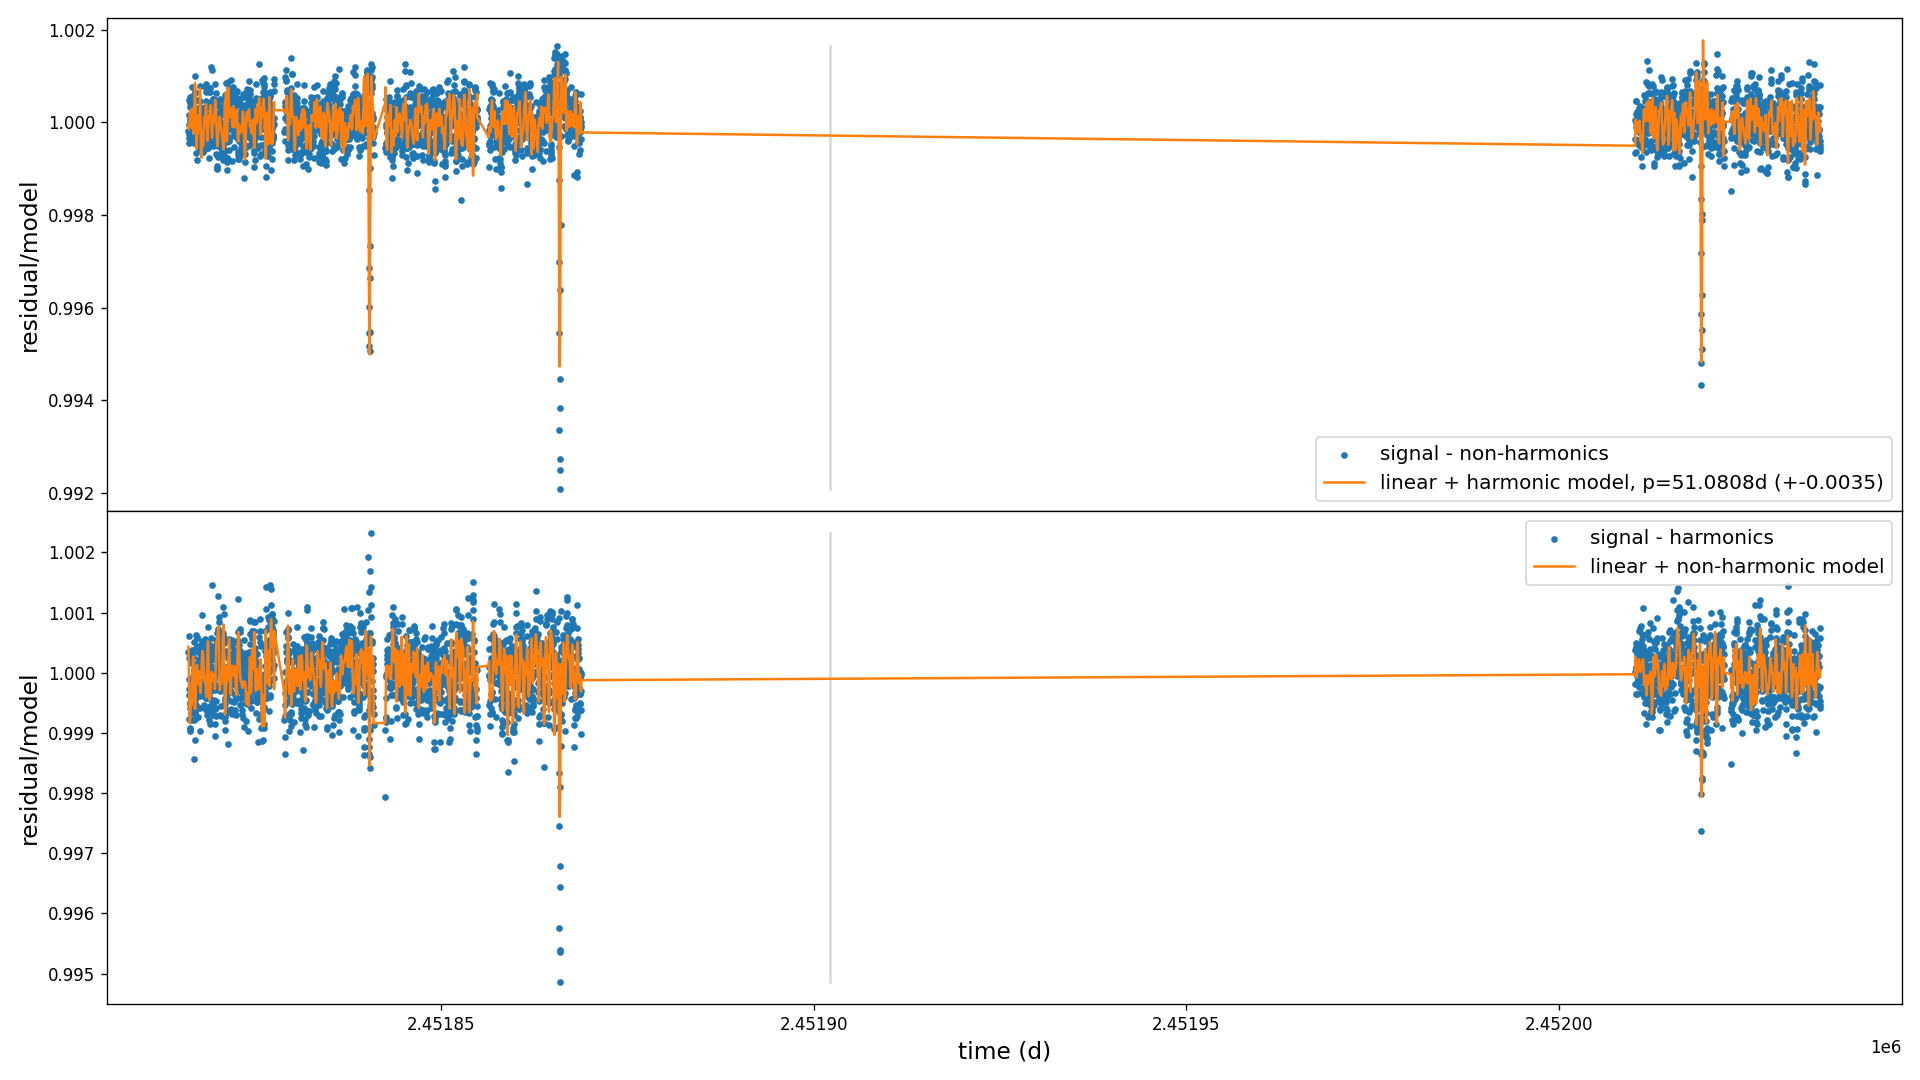 1.002
1.000
0.998
0.996
0.994
0.992
residual/model
signal - non-harmonics
linear + harmonic model, p=51.0808d (+-0.0035)
1.002
1.001
1.000
0.999
0.998
0.997
0.996
0.995
residual/model
signal - harmonics
linear + non-harmonic model
2.45185
2.45190
2.45195
2.45200
1e6
time (d)